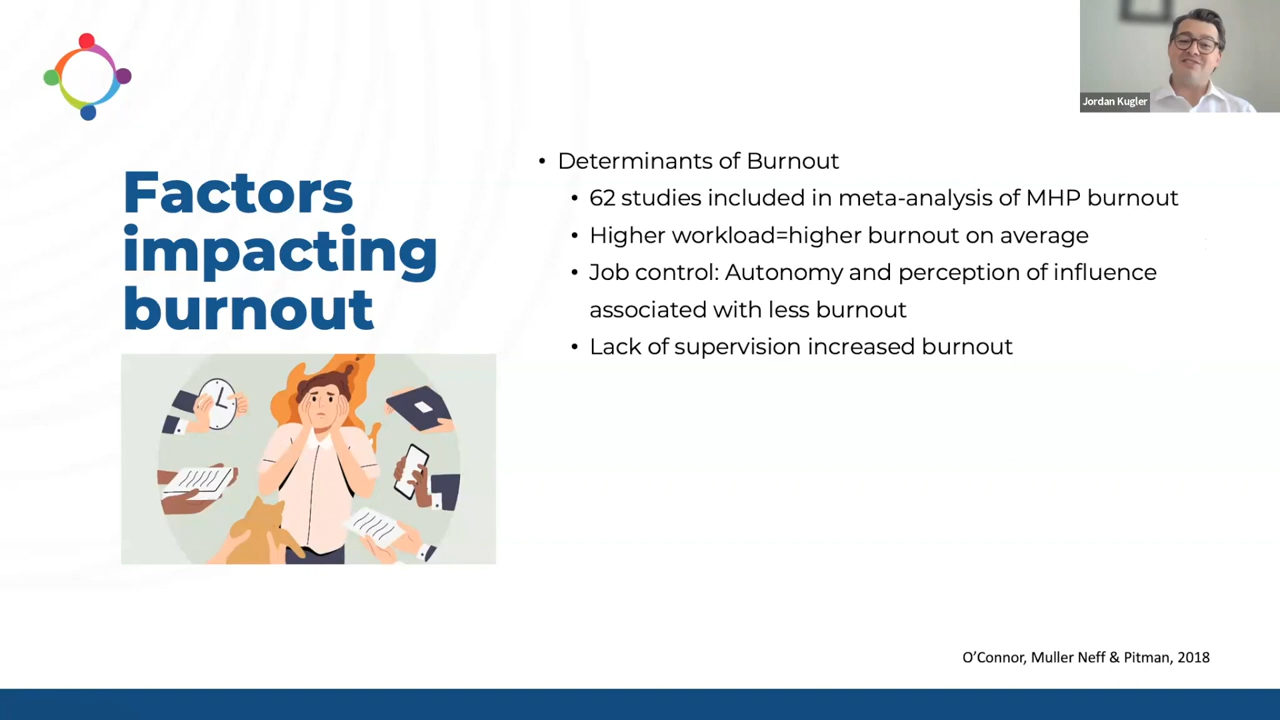 Jordan Kugler
Factors
impacting
burnout
• Determinants of Burnout
• 62 studies included in meta-analysis of MHP burnout
• Higher workload=higher burnout on average
• Job control: Autonomy and perception of influence
associated with less burnout
• Lack of supervision increased burnout
O’Connor, Muller Neff & Pitman, 2018